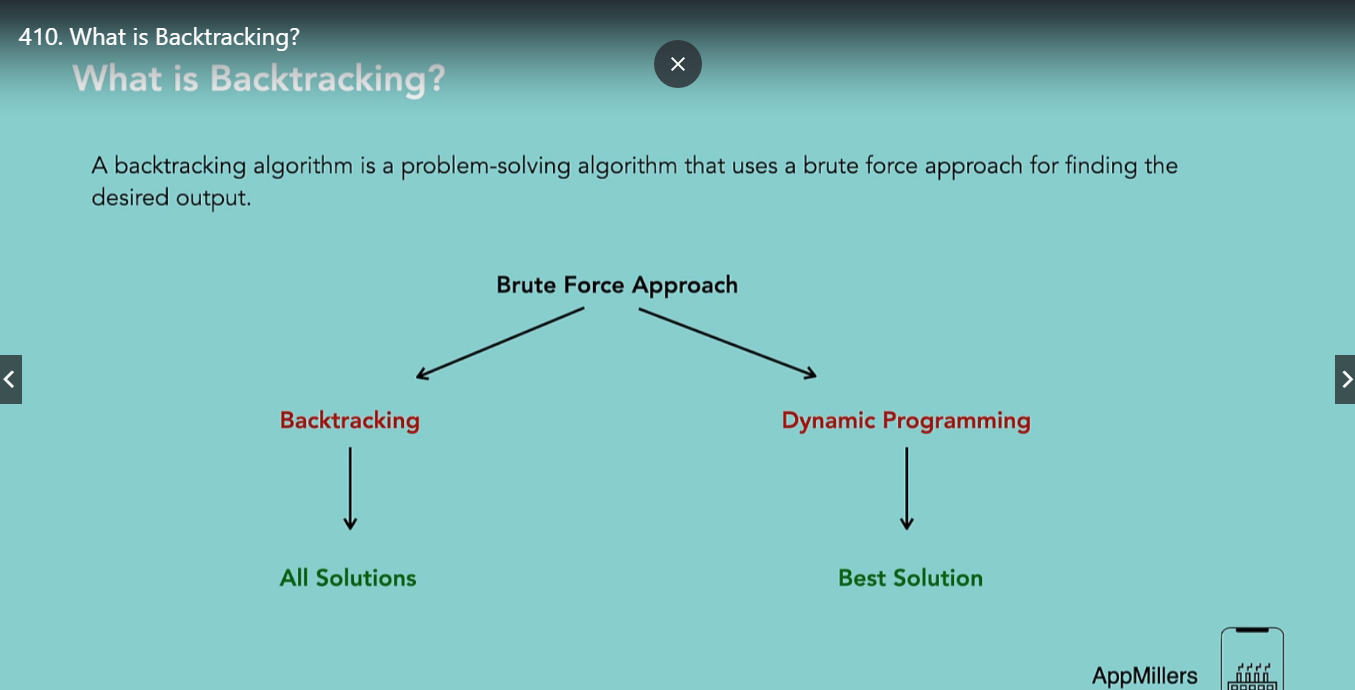 410. What is Backtracking?
What is Backtracking?
A backtracking algorithm is a problem-solving algorithm that uses a brute force approach for finding the
desired output.
Brute Force Approach
Backtracking
Dynamic Programming
All Solutions
Best Solution
AppMillers